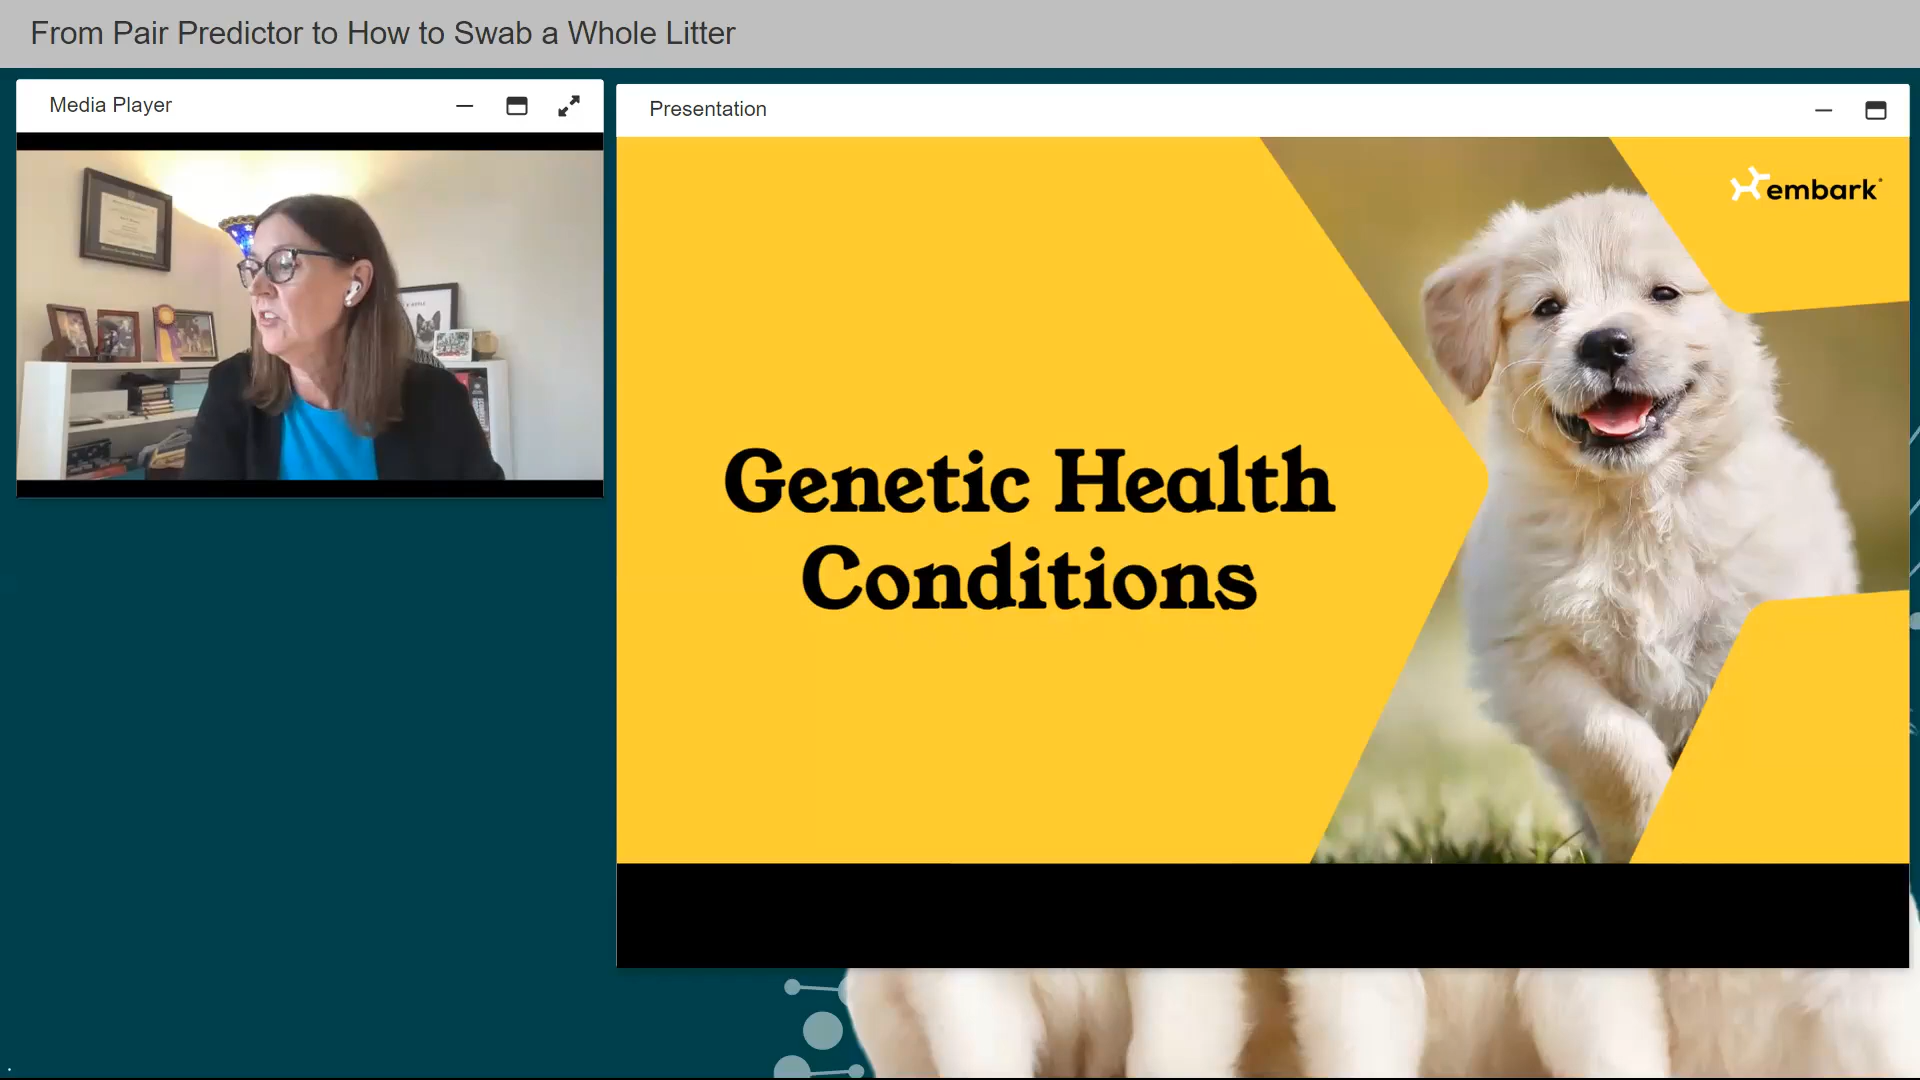 From Pair Predictor to How to Swab a Whole Litter
Media Player
Presentation
embark
Genetic Health
Conditions